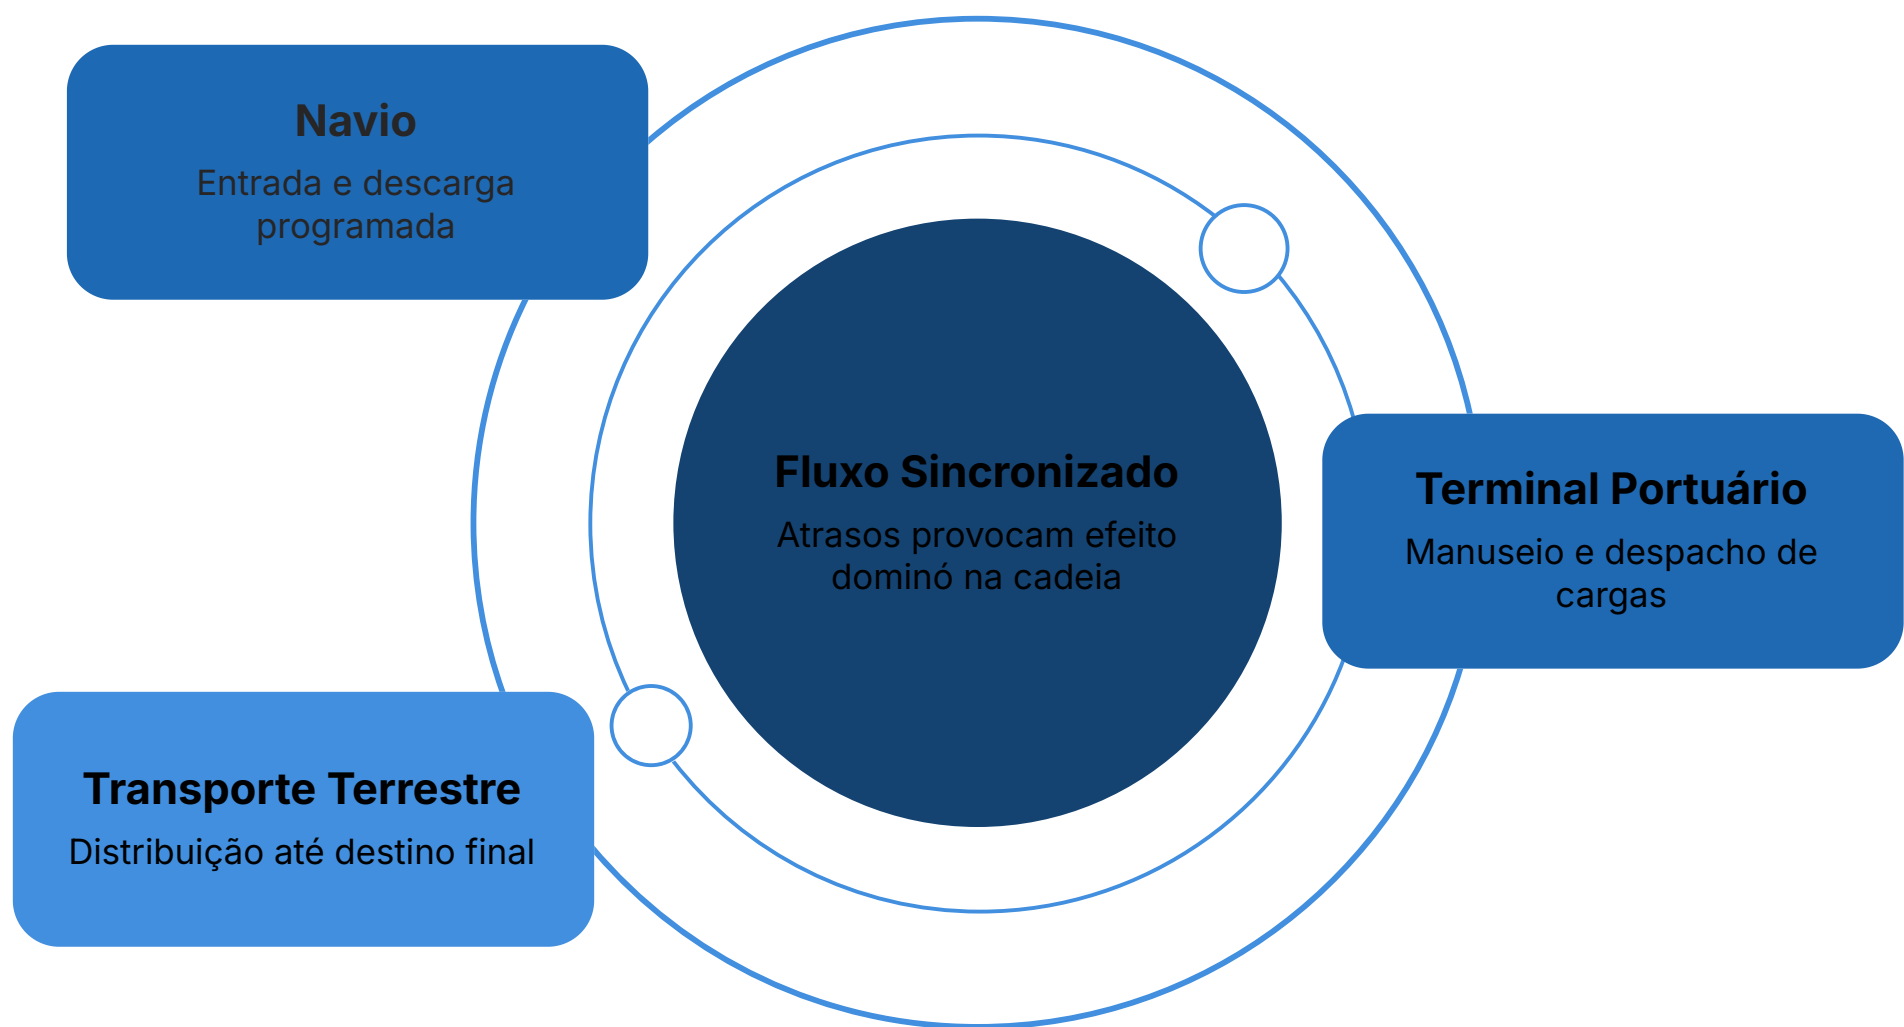 Navio
Entrada e descarga
programada
Fluxo Sincronizado
Atrasos provocam efeito
dominó na cadeia
Terminal Portuário
Manuseio e despacho de
cargas
Transporte Terrestre
Distribuição até destino final